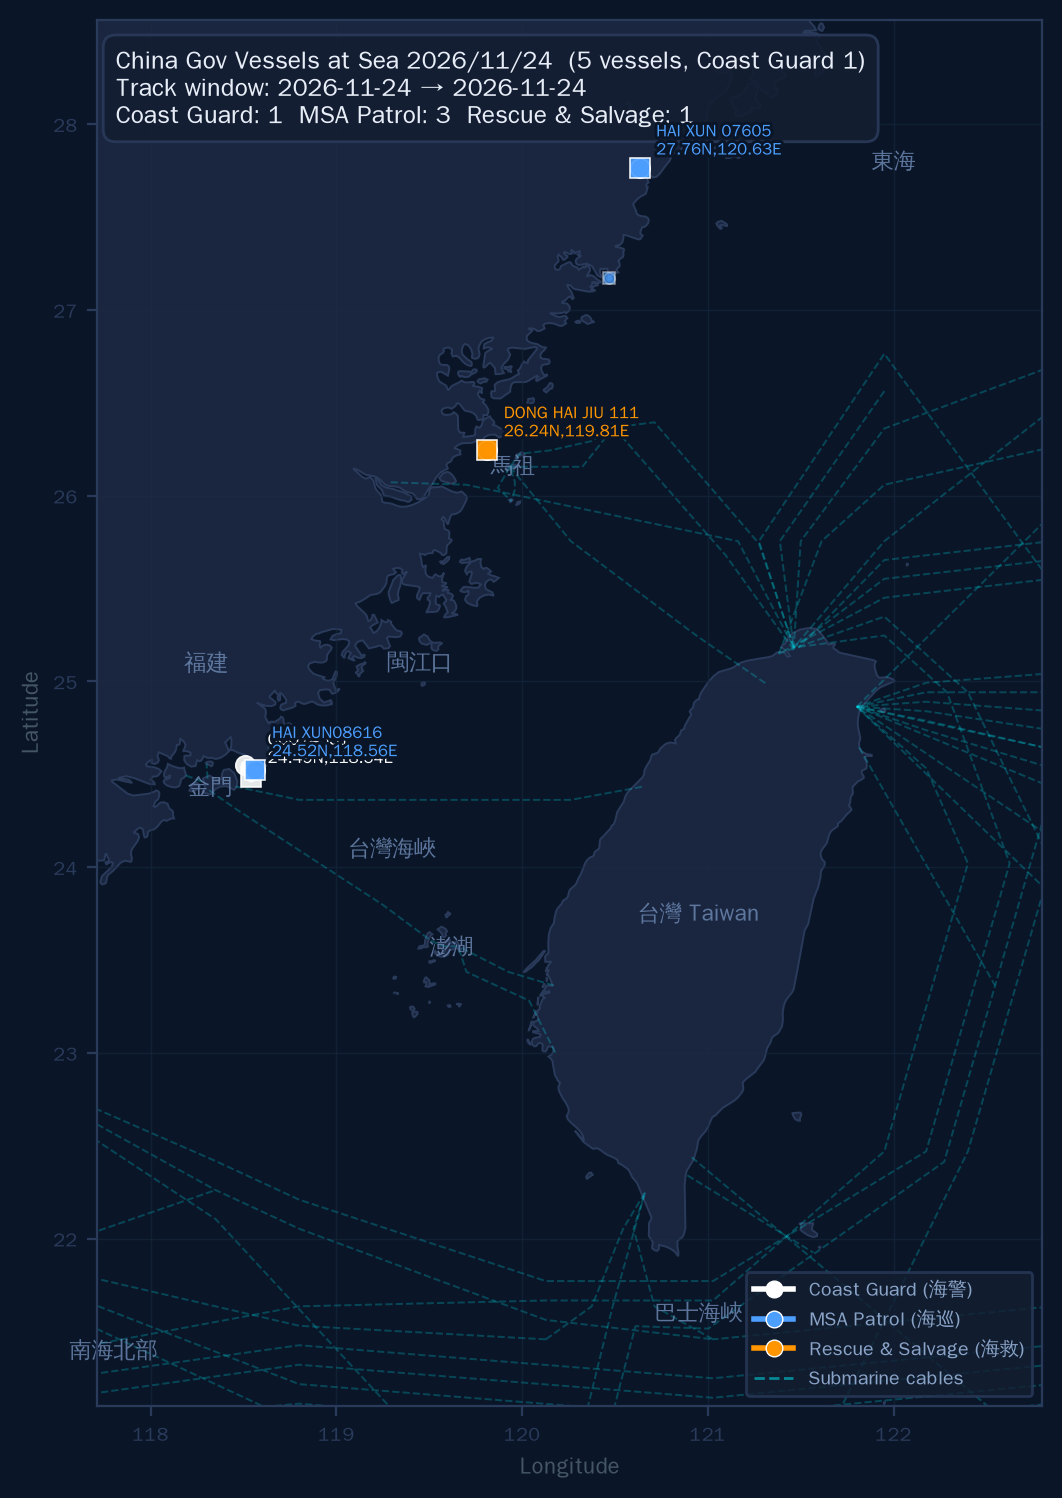 China Gov Vessels at Sea 2026/11/24 (5 vessels, Coast Guard 1)
Track window: 2026-11-24 → 2026-11-24
Coast Guard: 1 MSA Patrol: 3 Rescue & Salvage: 1
HAI XUN 07605
27.76N,120.63E
東海
28
27
DONG HAI JIU 111
26.24N,119.81E
馬祖
26
福建
閩江口
25
Latitude
HAI XUN08616
24.52N,118.56E
金門
台灣海峽
24
台灣 Taiwan
澎湖
23
22
巴士海峽
南海北部
Coast Guard (海警)
MSA Patrol (海巡)
Rescue & Salvage (海救)
Submarine cables
118
119
120
121
122
Longitude